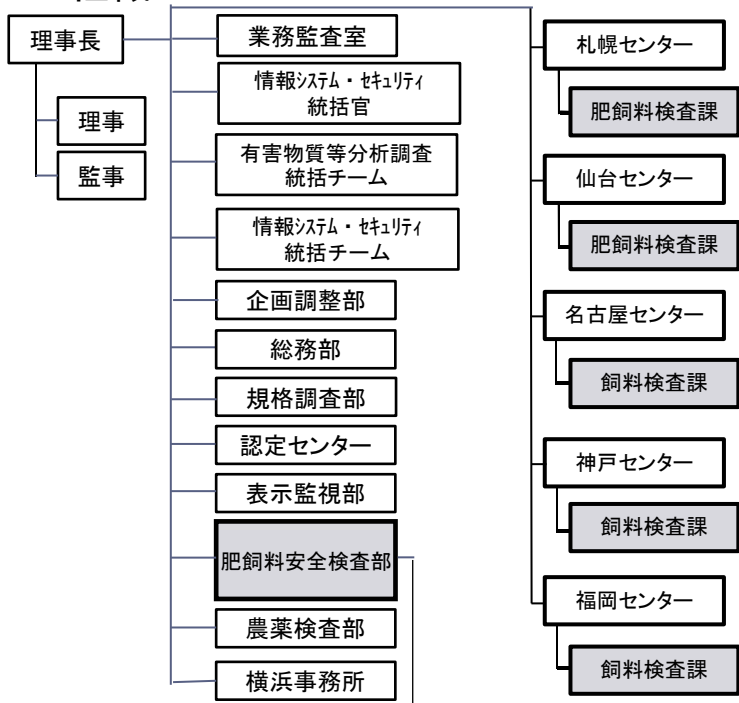 理事長
理事
監事
業務監査室
情報ｼｽﾃﾑ・ｾｷｭﾘﾃｨ
統括官
有害物質等分析調査
統括チーム
情報ｼｽﾃﾑ・ｾｷｭﾘﾃｨ
統括チーム
企画調整部
総務部
規格調査部
認定センター
表示監視部
肥飼料安全検査部
農薬検査部
横浜事務所
札幌センター
肥飼料検査課
仙台センター
肥飼料検査課
名古屋センター
飼料検査課
神戸センター
飼料検査課
福岡センター
飼料検査課